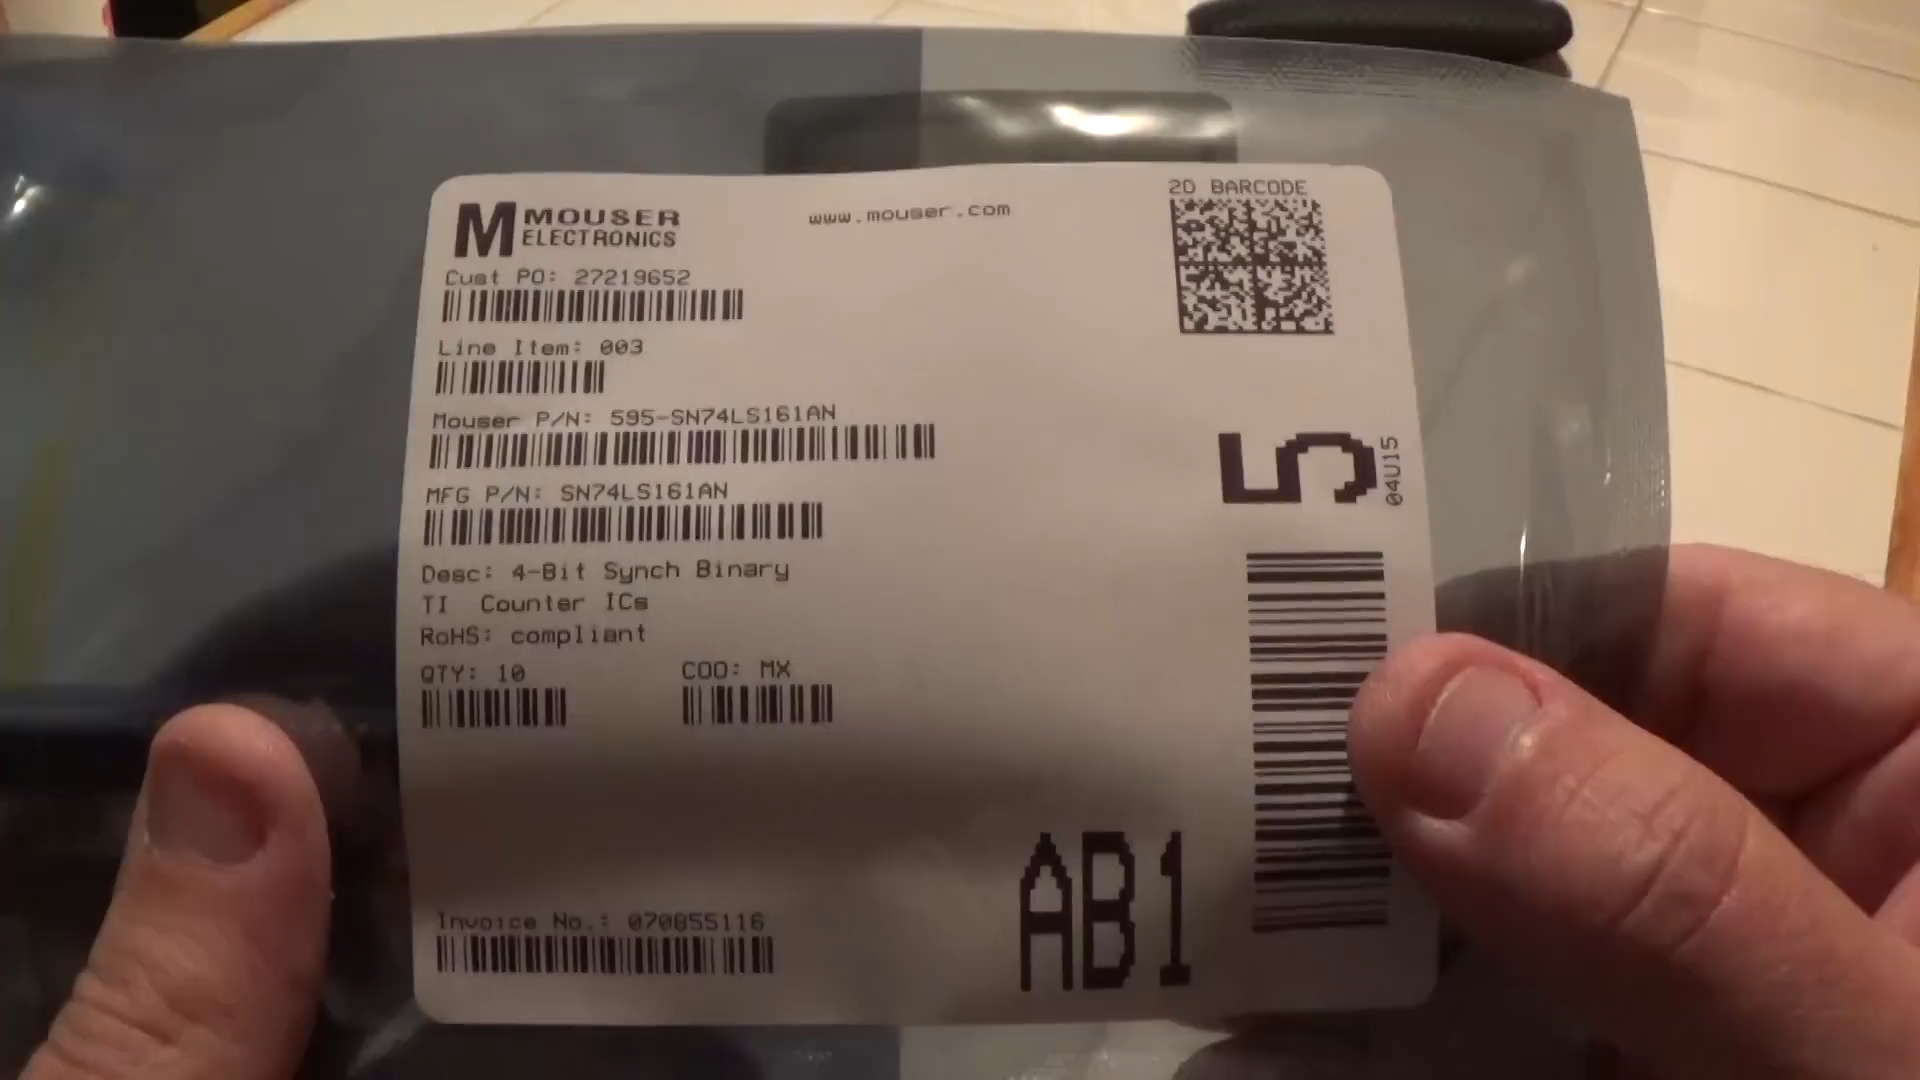 MOUSER
ELECTRONICS
www.mouser.com
2D BARCODE
Cust PO: 27219652
Line Item: 003
Mouser P/N: 595-SN74LS161AN
MFG P/N: SN74LS161AN
Desc: 4-Bit Synch Binary
TI Counter ICs
RoHS: compliant
QTY: 10 COO: MX
Invoice No.: 070855116
5
04U15
AB1